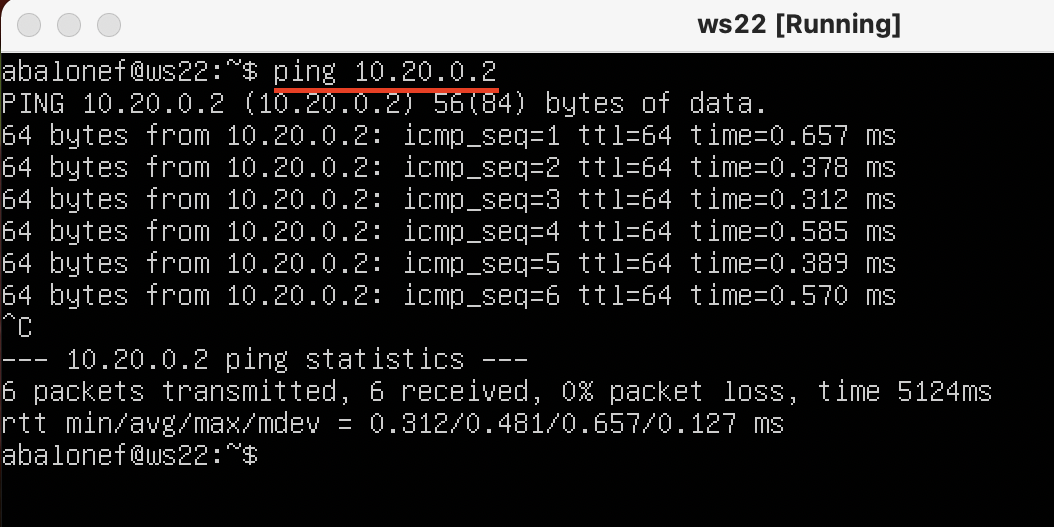 ws22 [Running]
abalonef@ws22:~$ ping 10.20.0.2
PING 10.20.0.2 (10.20.0.2) 56(84) bytes of data.
64 bytes from 10.20.0.2: icmp_seq=1 ttl=64 time=0.657 ms
64 bytes from 10.20.0.2: icmp_seq=2 ttl=64 time=0.378 ms
64 bytes from 10.20.0.2: icmp_seq=3 ttl=64 time=0.312 ms
64 bytes from 10.20.0.2: icmp_seq=4 ttl=64 time=0.585 ms
64 bytes from 10.20.0.2: icmp_seq=5 ttl=64 time=0.389 ms
64 bytes from 10.20.0.2: icmp_seq=6 ttl=64 time=0.570 ms
^C
--- 10.20.0.2 ping statistics ---
6 packets transmitted, 6 received, 0% packet loss, time 5124ms
rtt min/avg/max/mdev = 0.312/0.481/0.657/0.127 ms
abalonef@ws22:~$